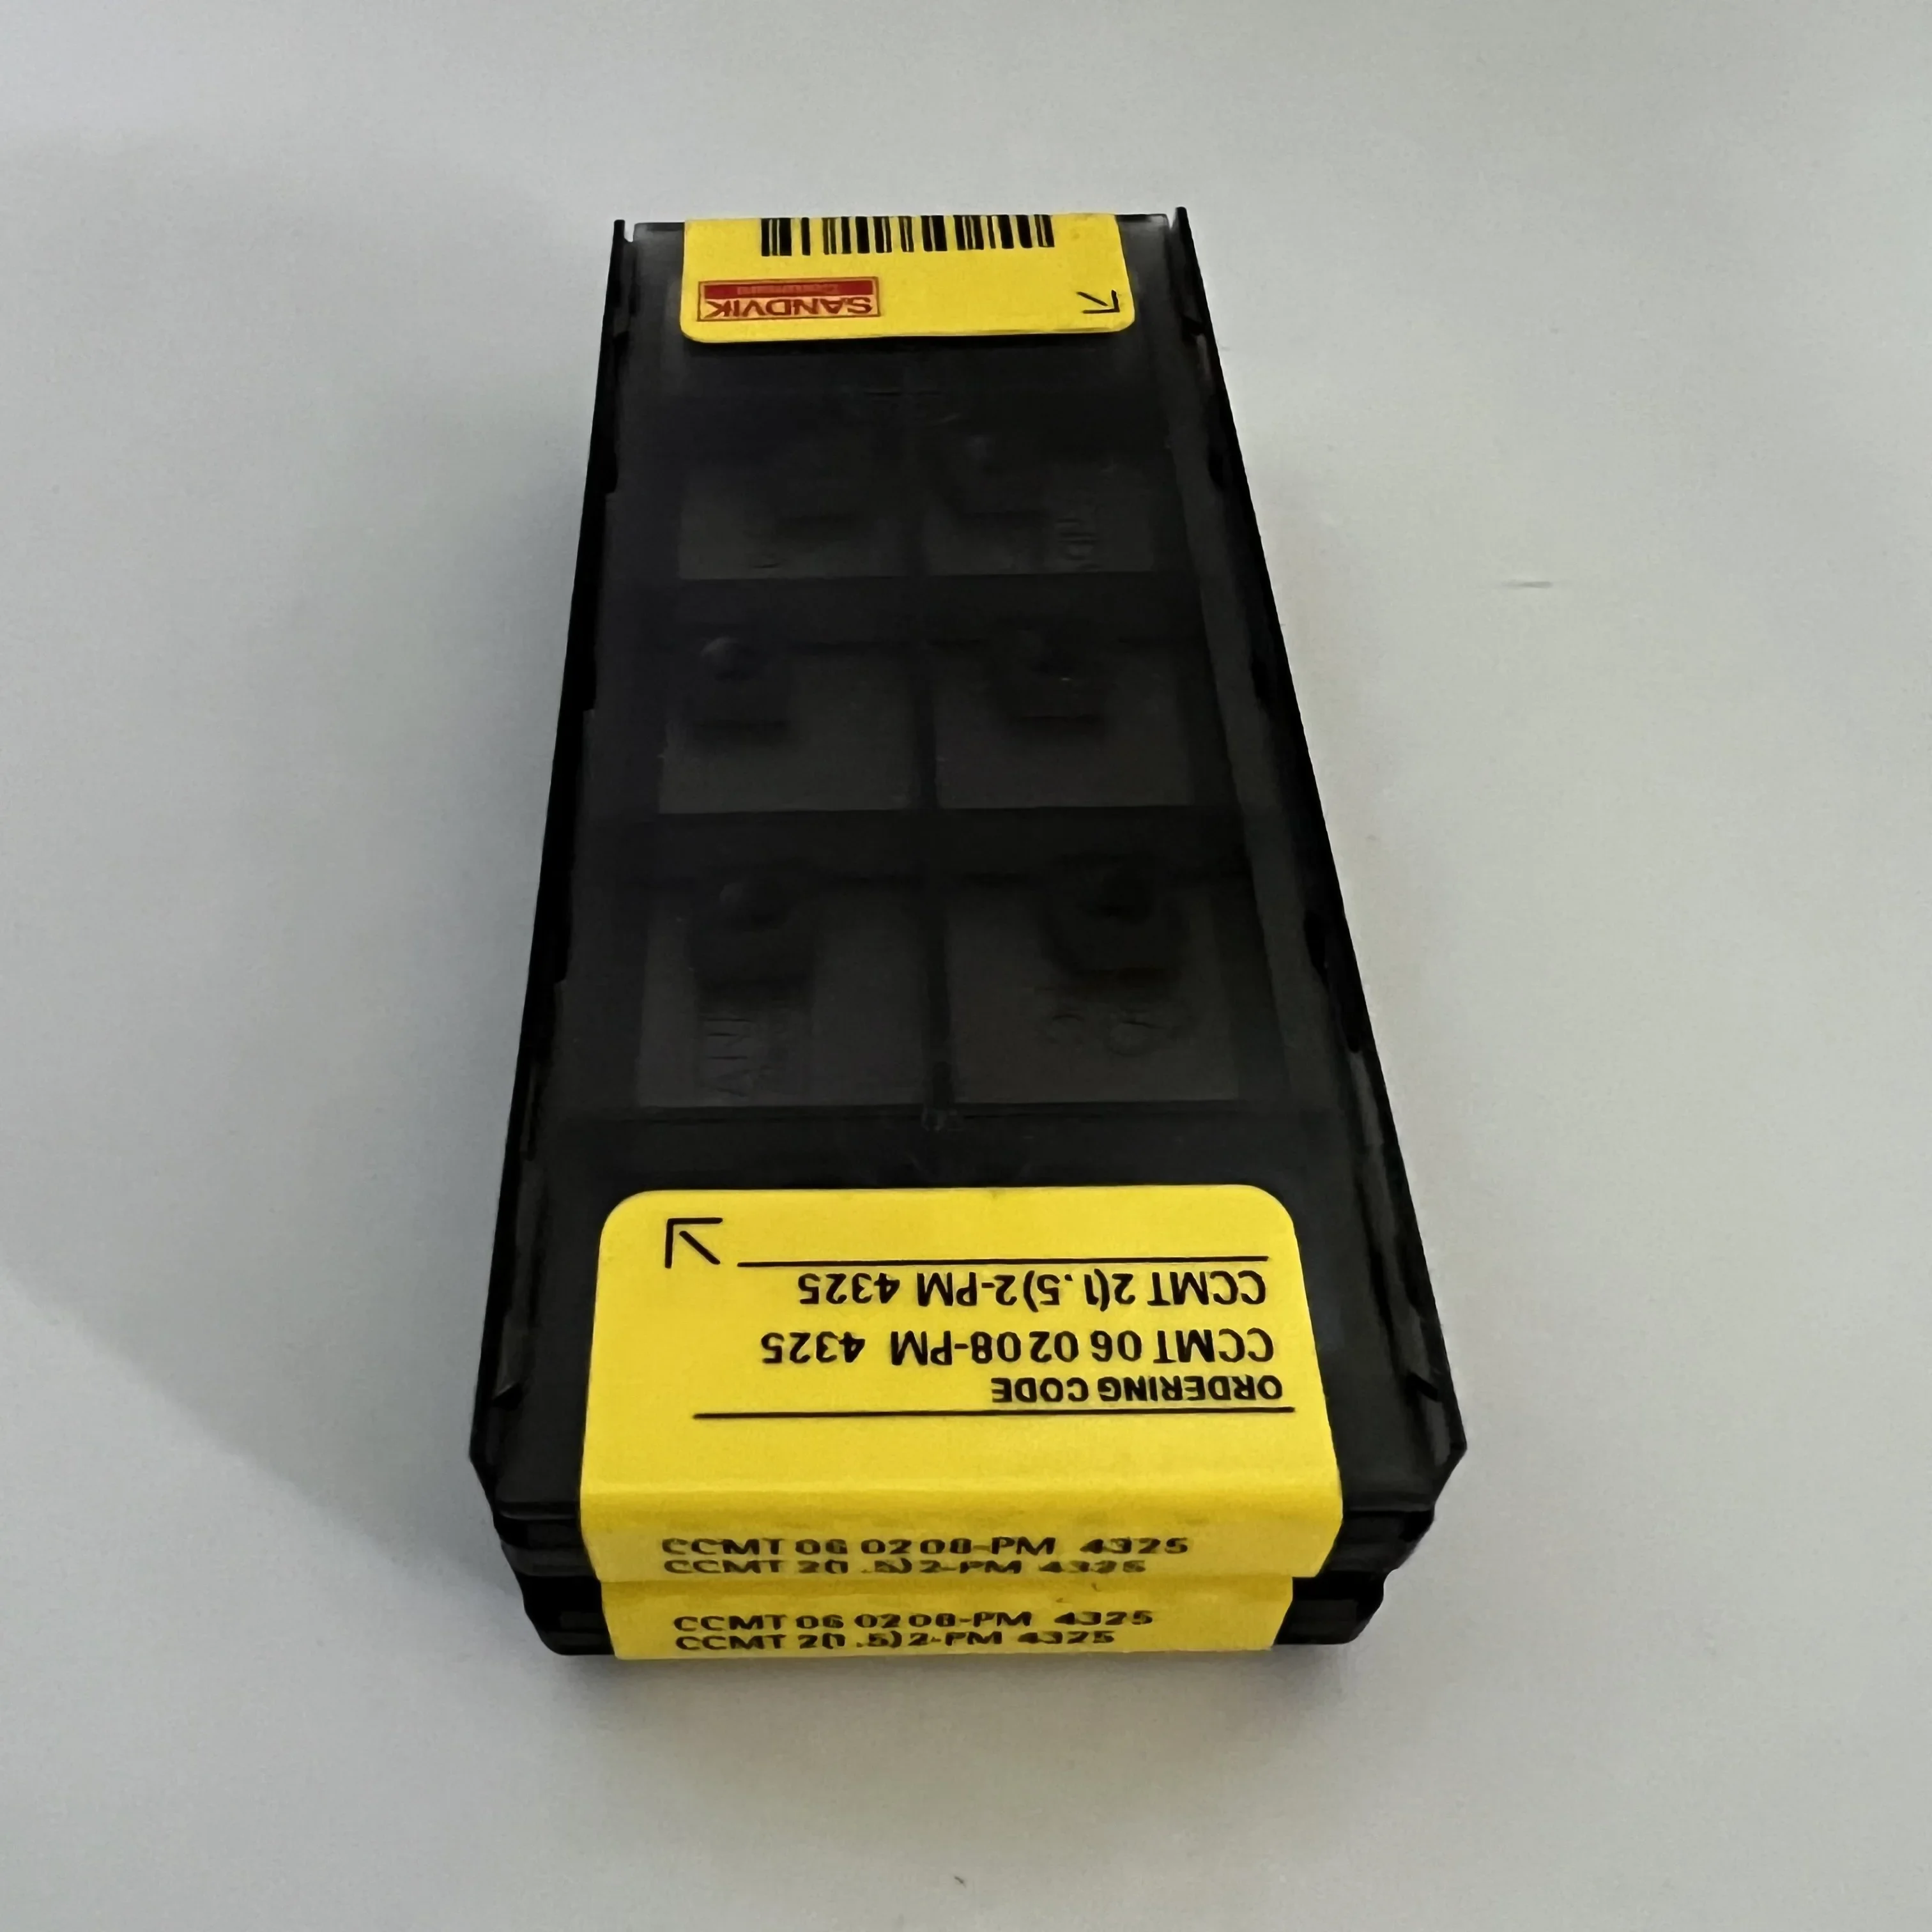 SANDVIK
Coromant
ORDERING CODE
CCMT 06 02 08-PM 4325
CCMT 2(1.5)2-PM 4325
CCMT 06 02 08-PM 4325
CCMT 2(1.5)2-PM 4325
CCMT 06 02 08-PM 4325
CCMT 2(1.5)2-PM 4325